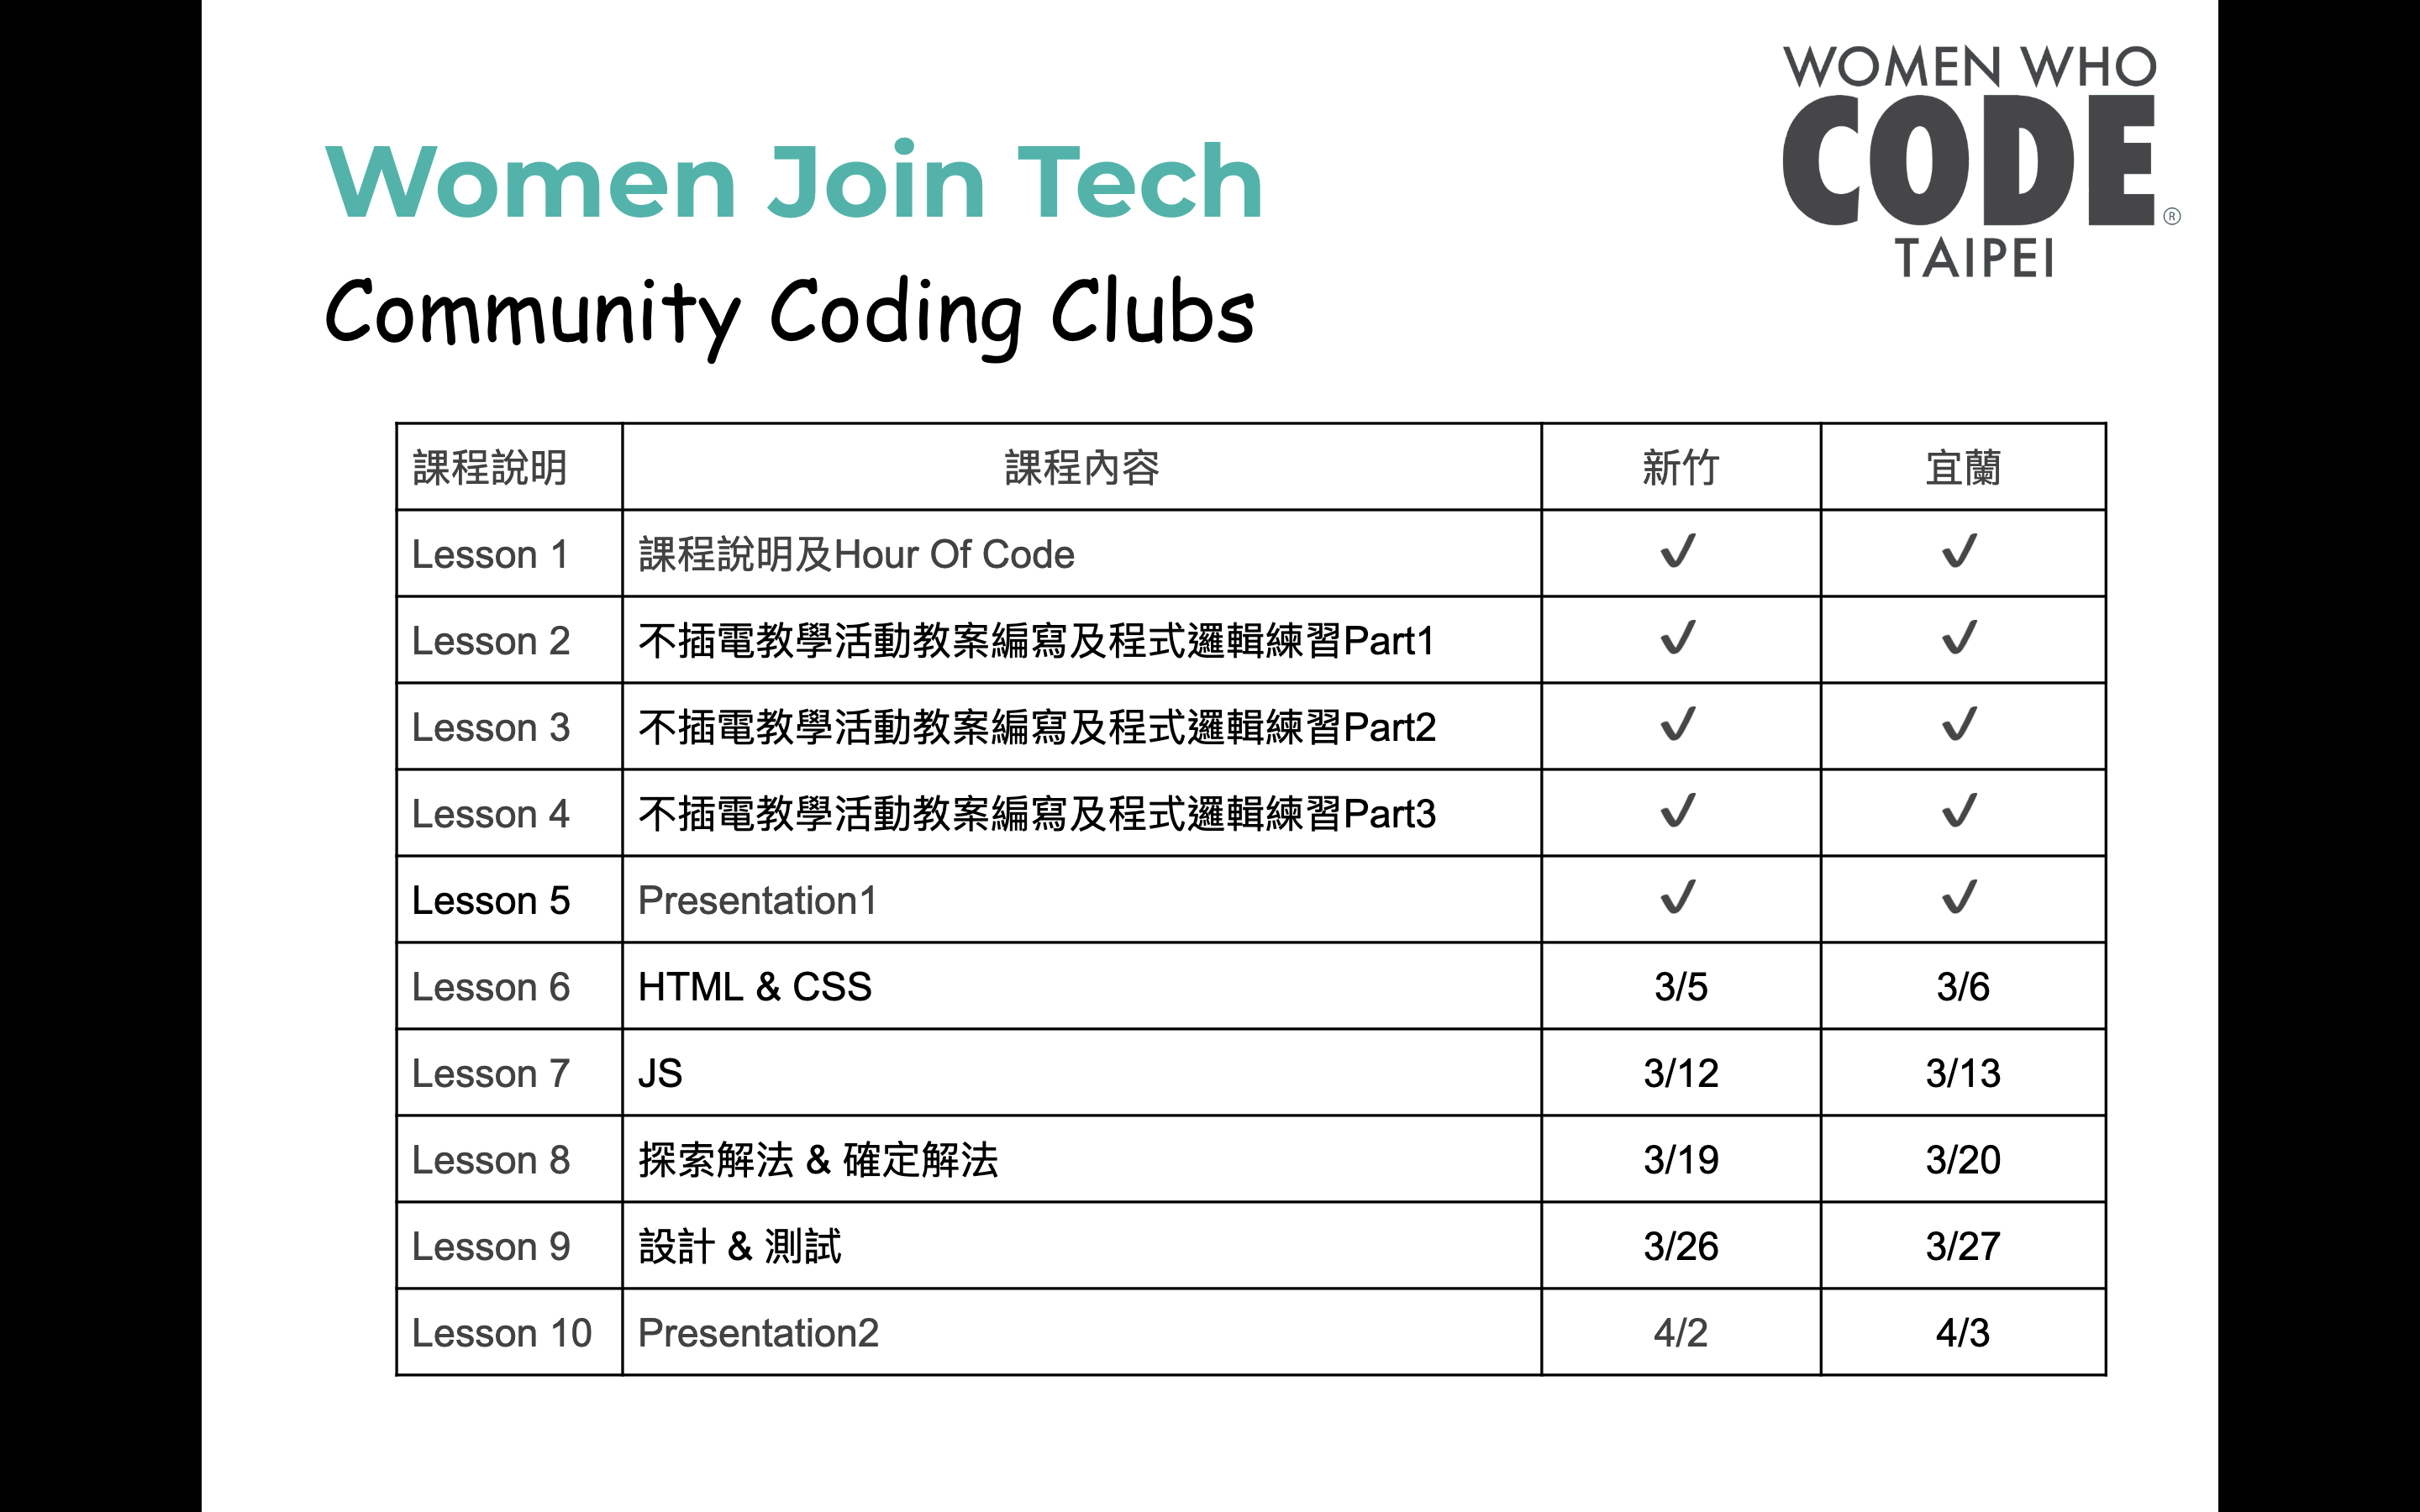 WOMEN WHO
CODE®
TAIPEI
Women Join Tech
Community Coding Clubs
課程說明 課程內容 新竹 宜蘭
Lesson 1 課程說明及Hour Of Code ✓ ✓
Lesson 2 不插電教學活動教案編寫及程式邏輯練習Part1 ✓ ✓
Lesson 3 不插電教學活動教案編寫及程式邏輯練習Part2 ✓ ✓
Lesson 4 不插電教學活動教案編寫及程式邏輯練習Part3 ✓ ✓
Lesson 5 Presentation1 ✓ ✓
Lesson 6 HTML & CSS 3/5 3/6
Lesson 7 JS 3/12 3/13
Lesson 8 探索解法 & 確定解法 3/19 3/20
Lesson 9 設計 & 測試 3/26 3/27
Lesson 10 Presentation2 4/2 4/3